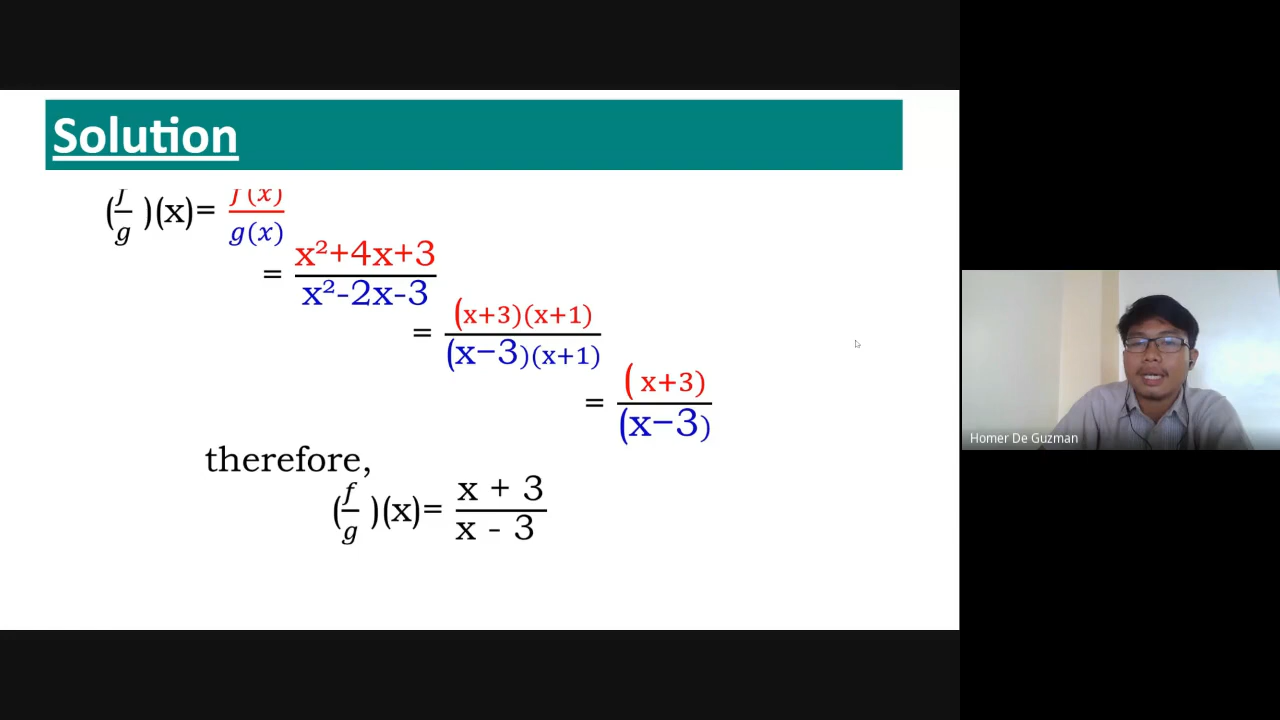 Solution
(f/g )(x)= f(x)/g(x)
= x²+4x+3/x²-2x-3
= (x+3)(x+1)/(x−3)(x+1)
= ( x+3)/(x−3)
therefore,
(f/g )(x)= x + 3/x - 3
Homer De Guzman